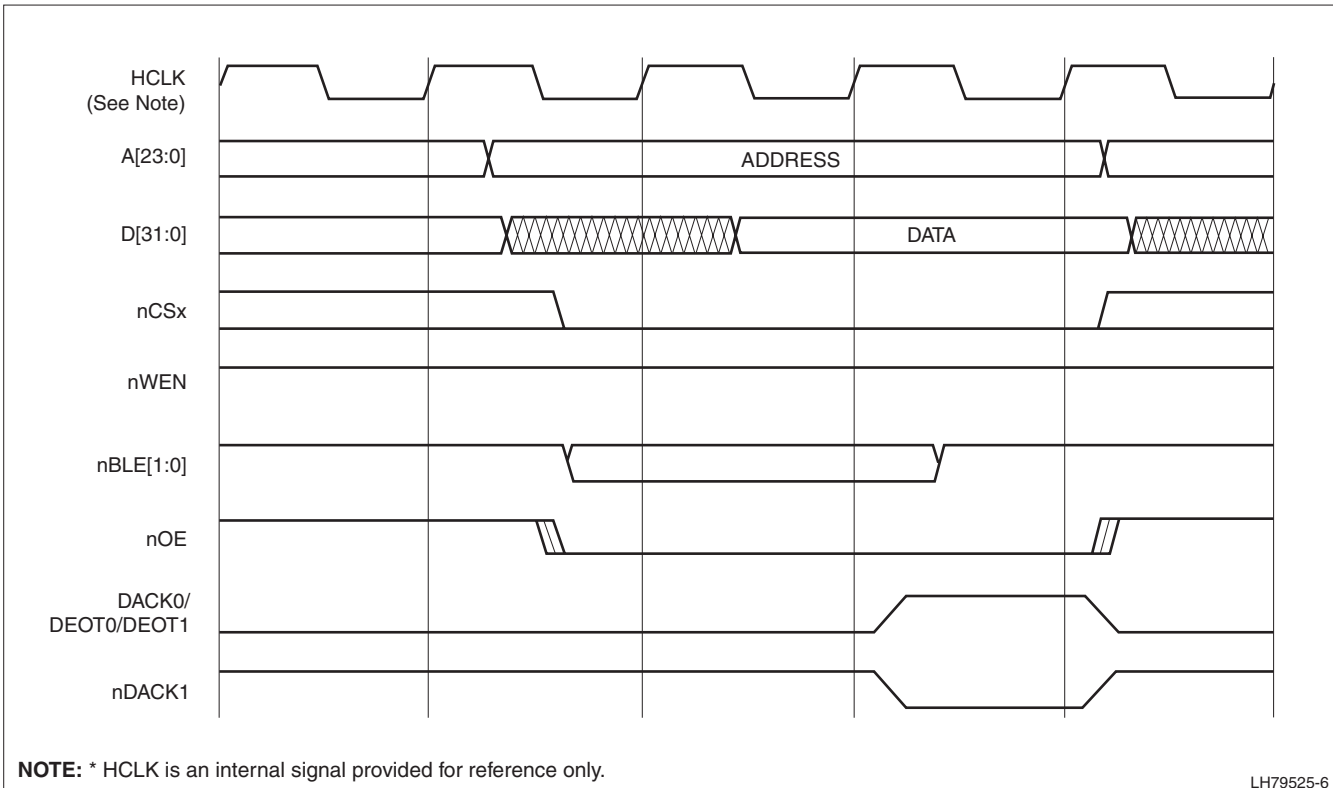 HCLK
(See Note)
A[23:0]
ADDRESS
D[31:0]
DATA
nCSx
nWEN
nBLE[1:0]
nOE
DACK0/
DEOT0/DEOT1
nDACK1
NOTE: * HCLK is an internal signal provided for reference only.
LH79525-6